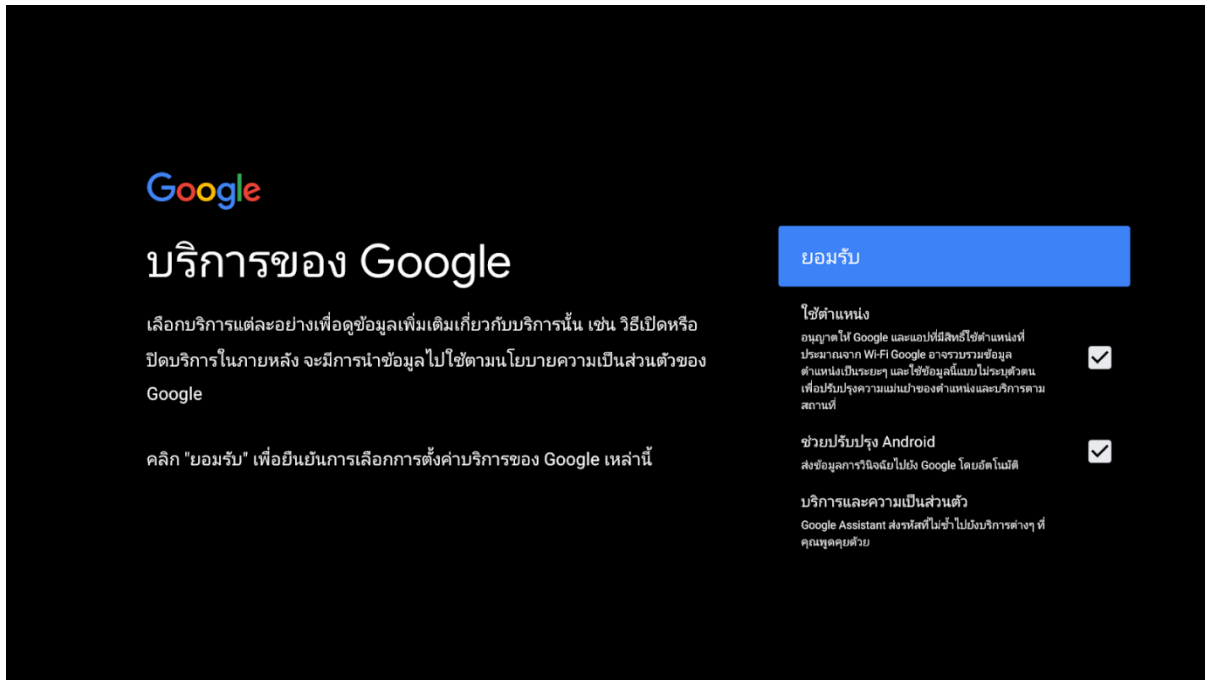 Google
บริการของ Google
เลือกบริการแต่ละอย่างเพื่อดูข้อมูลเพิ่มเติมเกี่ยวกับบริการนั้น เช่น วิธีเปิดหรือ
ปิดบริการในภายหลัง จะมีการนำข้อมูลไปใช้ตามนโยบายความเป็นส่วนตัวของ
Google
คลิก "ยอมรับ" เพื่อยืนยันการเลือกการตั้งค่าบริการของ Google เหล่านี้
ยอมรับ
ใช้ตำแหน่ง
อนุญาตให้ Google และแอปที่มีสิทธิ์ใช้ตำแหน่งที่
ประมาณจาก Wi-Fi Google อาจรวบรวมข้อมูล
ตำแหน่งเป็นระยะๆ และใช้ข้อมูลนี้แบบไม่ระบุตัวตน
เพื่อปรับปรุงความแม่นยำของตำแหน่งและบริการตาม
สถานที่
ช่วยปรับปรุง Android
ส่งข้อมูลการวินิจฉัยไปยัง Google โดยอัตโนมัติ
บริการและความเป็นส่วนตัว
Google Assistant ส่งรหัสที่ไม่ซ้ำไปยังบริการต่างๆ ที่
คุณพูดคุยด้วย